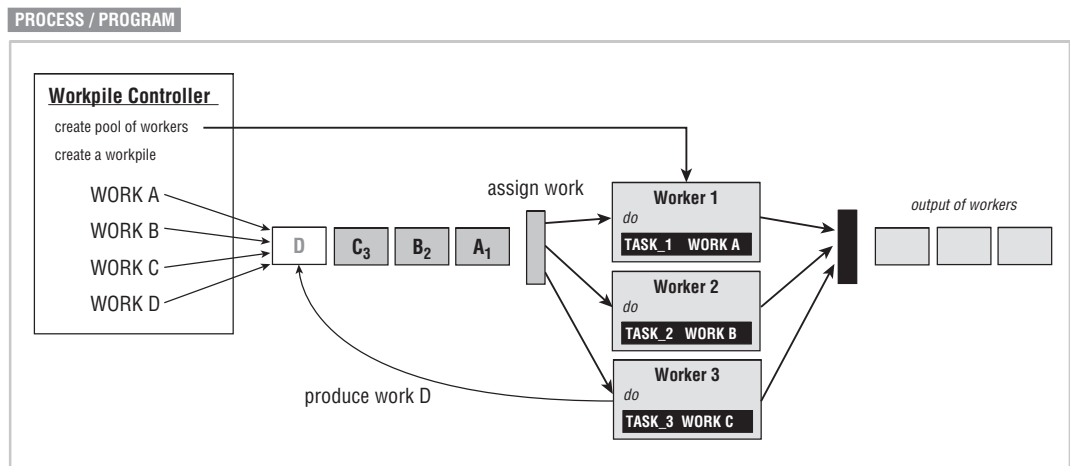 PROCESS / PROGRAM
Workpile Controller
create pool of workers
create a workpile
WORK A
WORK B
WORK C
WORK D
D
C3
B2
A1
assign work
produce work D
Worker 1
do
TASK_1 WORK A
Worker 2
do
TASK_2 WORK B
Worker 3
do
TASK_3 WORK C
output of workers